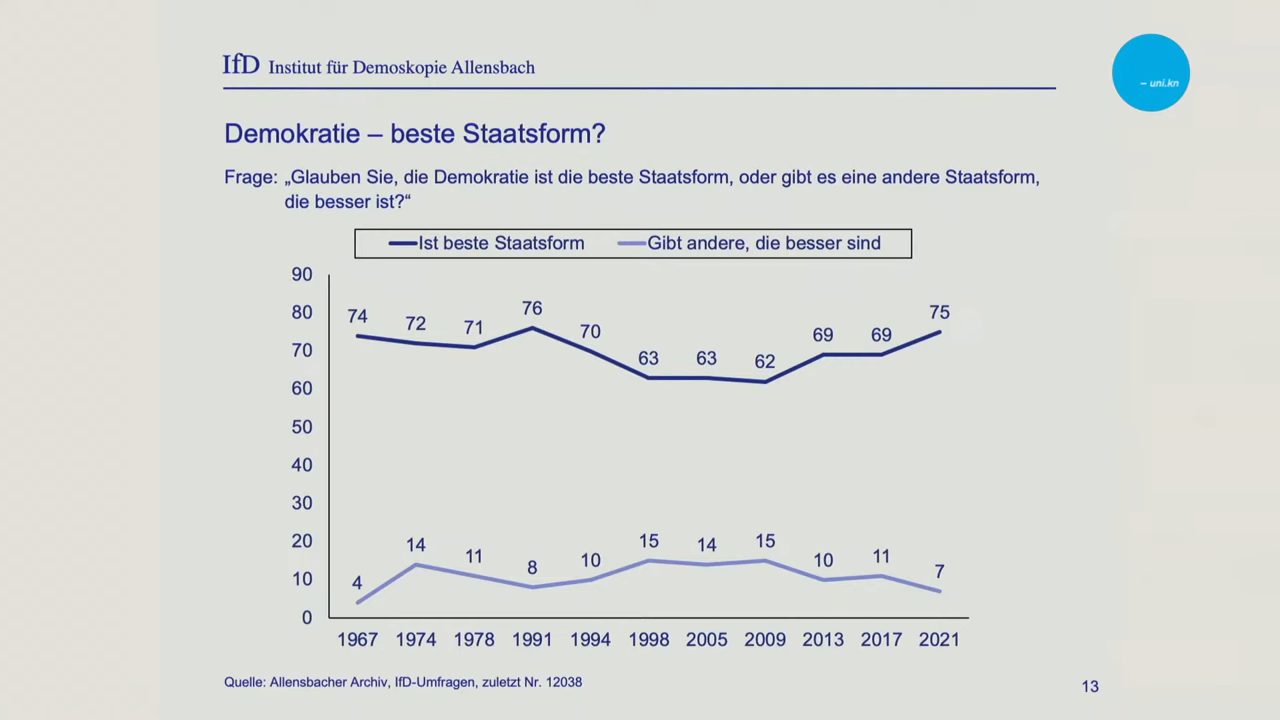 IfD Institut für Demoskopie Allensbach
– uni.kn
Demokratie – beste Staatsform?
Frage: „Glauben Sie, die Demokratie ist die beste Staatsform, oder gibt es eine andere Staatsform,
die besser ist?“
Ist beste Staatsform Gibt andere, die besser sind
90
80
70
60
50
40
30
20
10
0
74 72 71 76 70 63 63 62 69 69 75
4 14 11 8 10 15 14 15 10 11 7
1967 1974 1978 1991 1994 1998 2005 2009 2013 2017 2021
Quelle: Allensbacher Archiv, IfD-Umfragen, zuletzt Nr. 12038
13